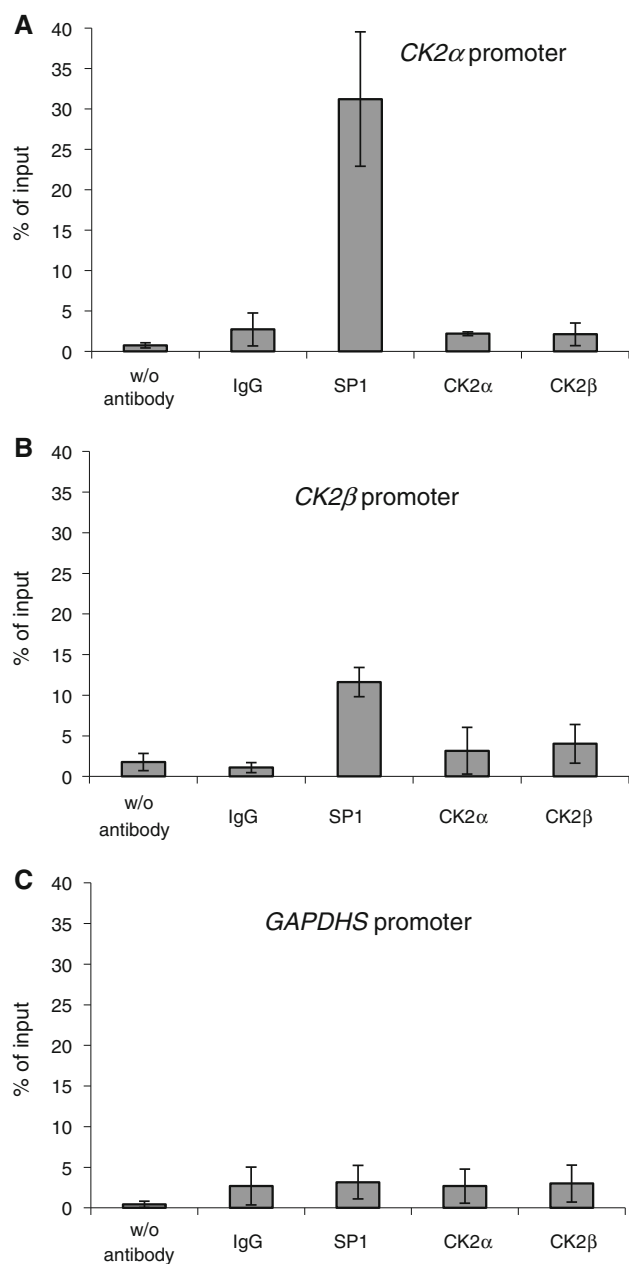 A
CK2α promoter
% of input
40
35
30
25
20
15
10
5
0
w/o
antibody
IgG
SP1
CK2α
CK2β
B
CK2β promoter
% of input
40
35
30
25
20
15
10
5
0
w/o
antibody
IgG
SP1
CK2α
CK2β
C
GAPDHS promoter
% of input
40
35
30
25
20
15
10
5
0
w/o
antibody
IgG
SP1
CK2α
CK2β